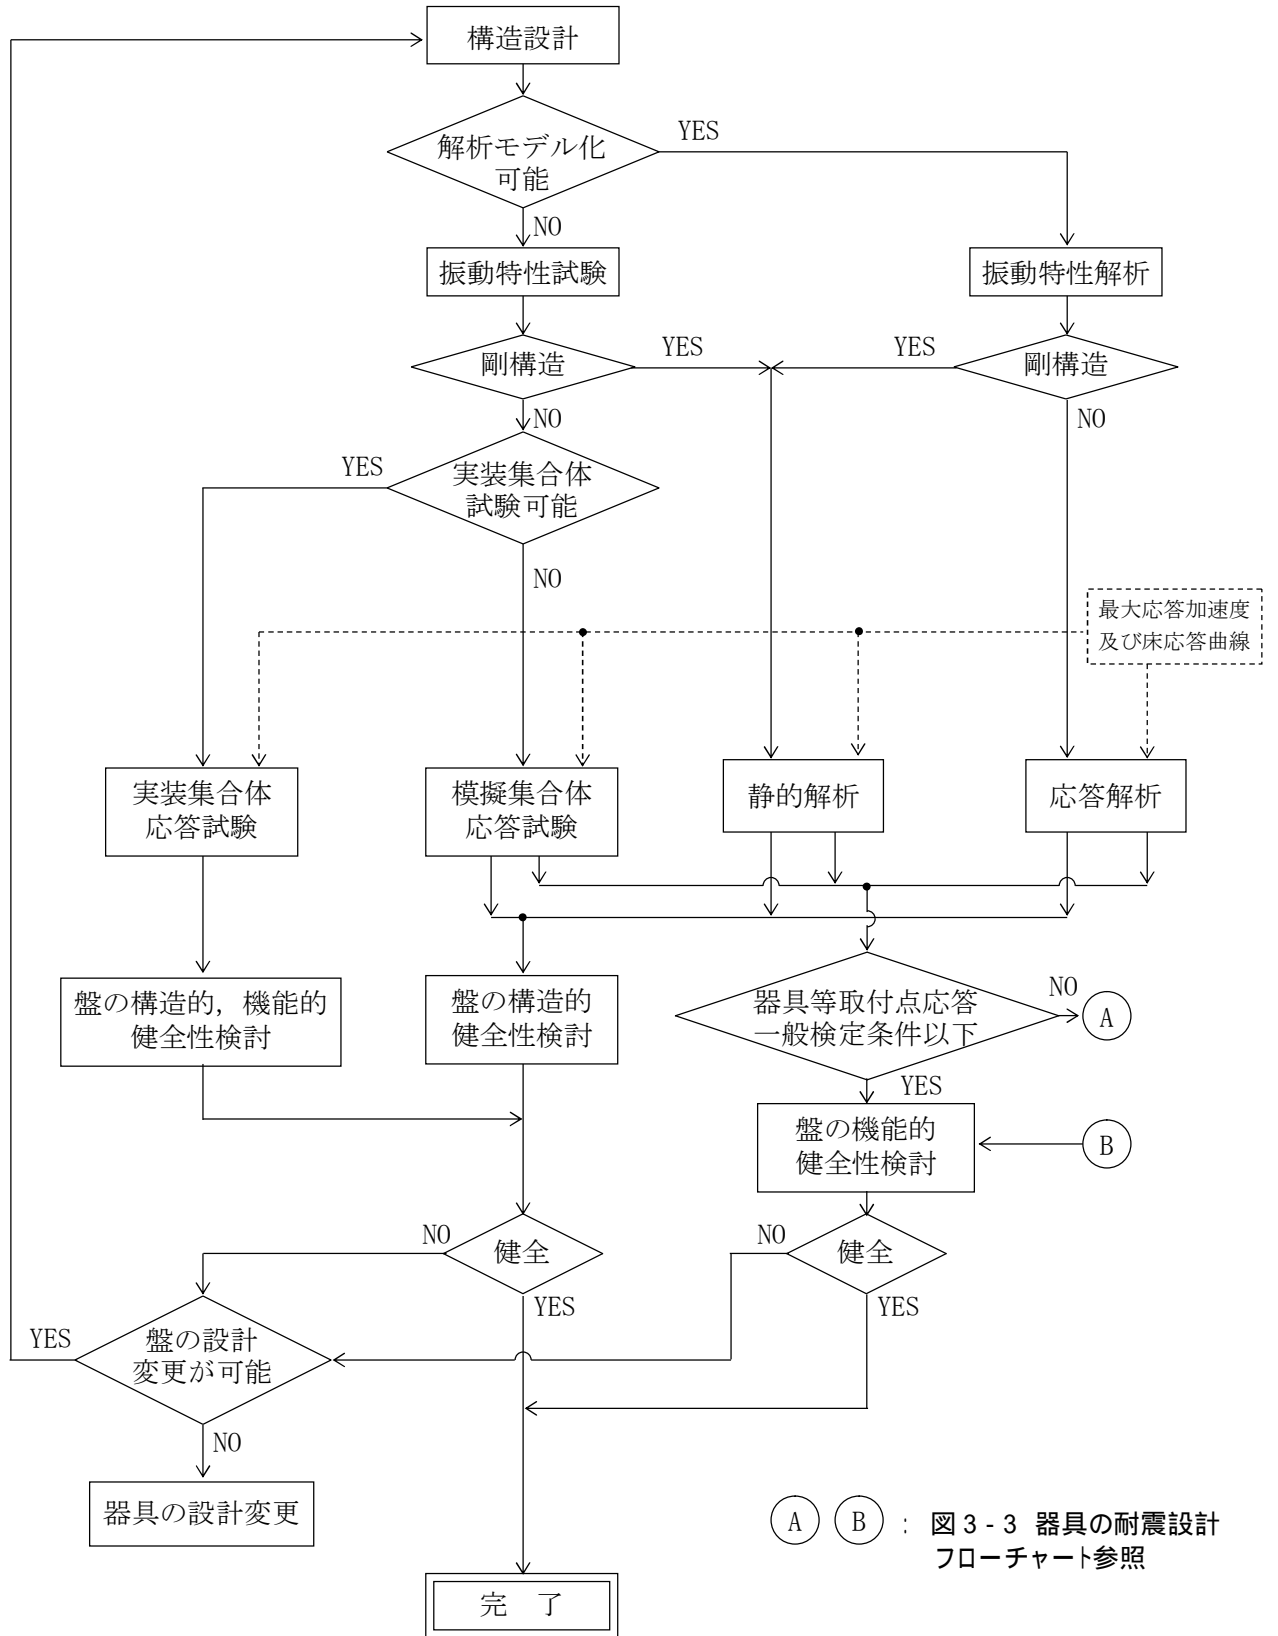 構造設計
解析モデル化
可能
YES
NO
振動特性試験
振動特性解析
剛構造
YES
YES
剛構造
NO
NO
実装集合体
試験可能
YES
NO
最大応答加速度
及び床応答曲線
実装集合体
応答試験
模擬集合体
応答試験
静的解析
応答解析
盤の構造的，機能的
健全性検討
盤の構造的
健全性検討
器具等取付点応答
一般検定条件以下
NO
A
YES
盤の機能的
健全性検討
B
NO
健全
YES
NO
健全
YES
YES
盤の設計
変更が可能
NO
器具の設計変更
完　了
A B ： 図３-３ 器具の耐震設計
フローチャート参照